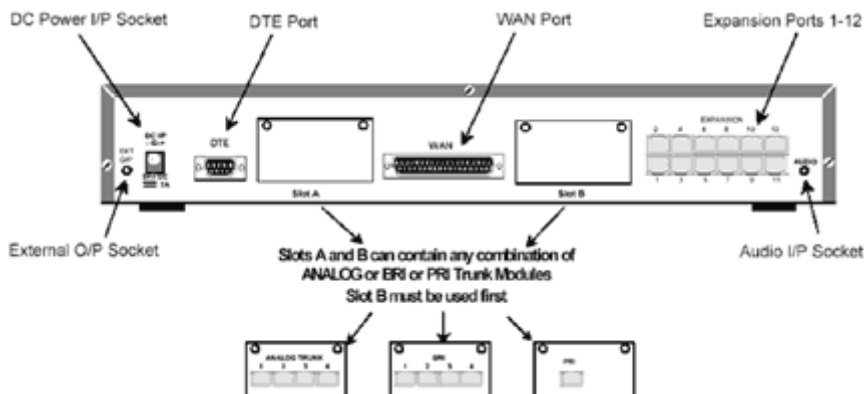 DC Power I/P Socket
DTE Port
WAN Port
Expansion Ports 1-12
EXPANSION
2 4 6 8 10 12
DC I/P
EXT
O/P
DTE
WAN
AUDIO
1 3 5 7 9 11
Slot A
Slot B
External O/P Socket
Audio I/P Socket
Slots A and B can contain any combination of
ANALOG or BRI or PRI Trunk Modules
Slot B must be used first
ANALOG TRUNK
1 2 3 4
BRI
1 2 3 4
PRI